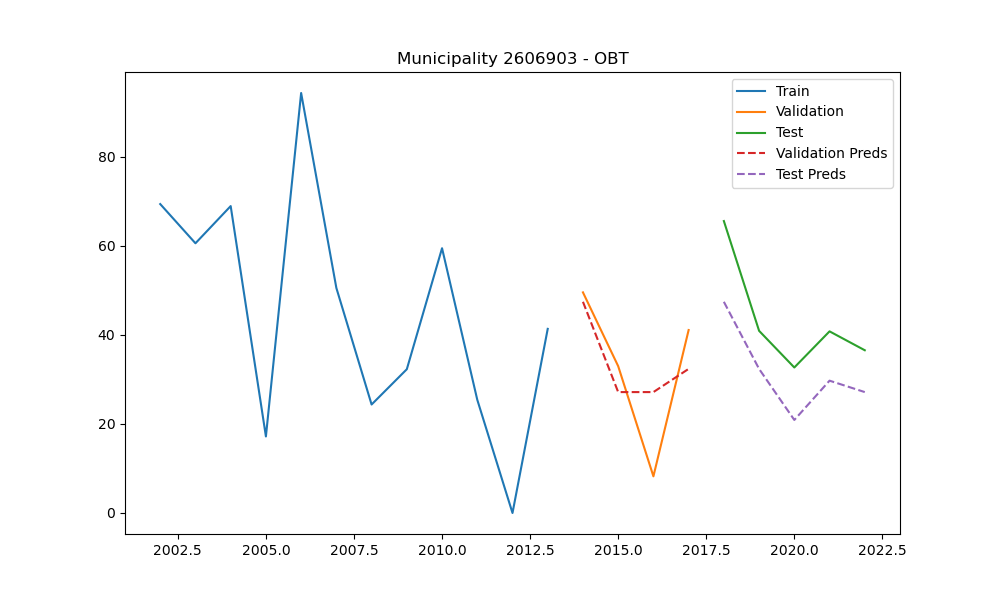 Municipality 2606903 - OBT
Train
Validation
Test
Validation Preds
Test Preds
80
60
40
20
0
2002.5 2005.0 2007.5 2010.0 2012.5 2015.0 2017.5 2020.0 2022.5